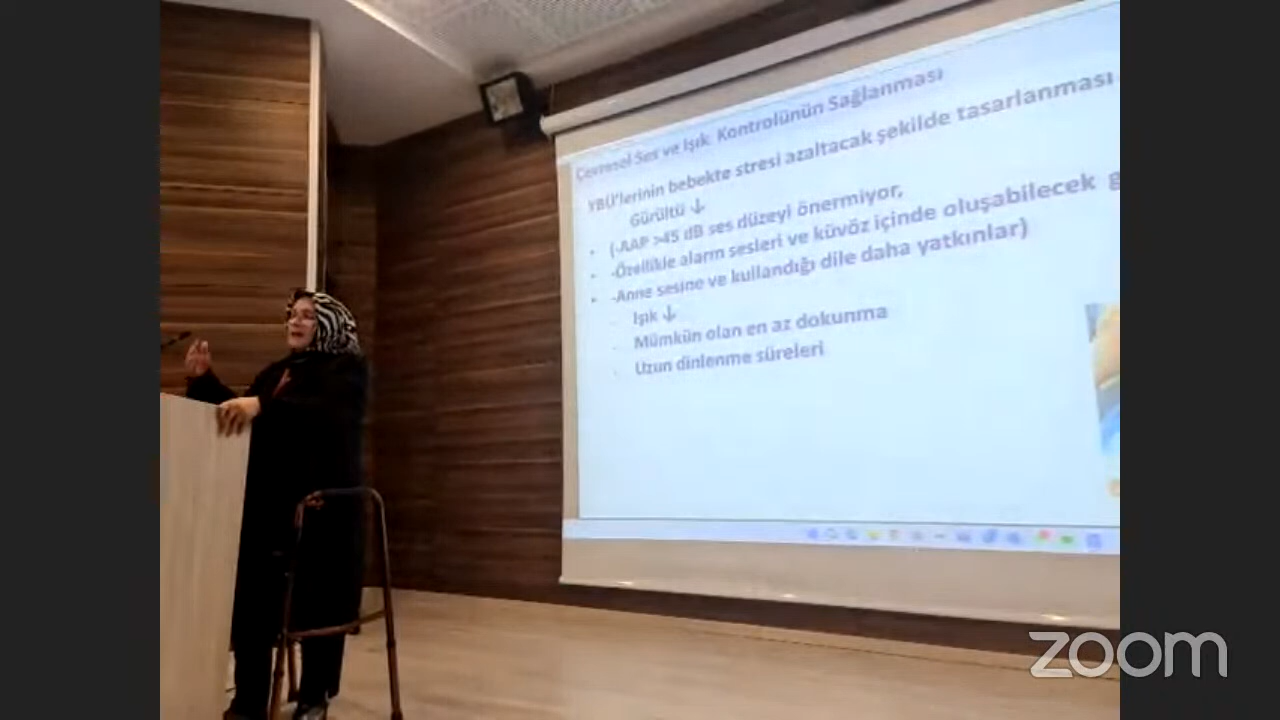 Çevresel Ses ve Işık Kontrolünün Sağlanması
YBÜ'lerinin bebekte stresi azaltacak şekilde tasarlanması
Gürültü ↓
• (-AAP >45 dB ses düzeyi önermiyor,
• -Özellikle alarm sesleri ve küvöz içinde oluşabilecek g
• -Anne sesine ve kullandığı dile daha yatkınlar)
- Işık ↓
- Mümkün olan en az dokunma
- Uzun dinlenme süreleri
zoom